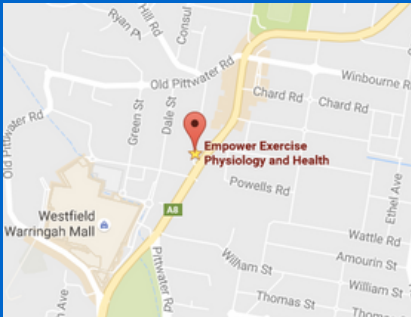 Ryan Pl
Hill Rd
Consul
Old Pittwater Rd
Winbourne R
Chard Rd
Chard Rd
Green St
Dale St
Old Pittwater Rd
Empower Exercise
Physiology and Health
Powells Rd
Ethel Ave
A8
Westfield
Warringah Mall
Wattle Rd
Amourin St
William St
William St
Pittwater Rd
Thomas St
Thomas St
n Ave